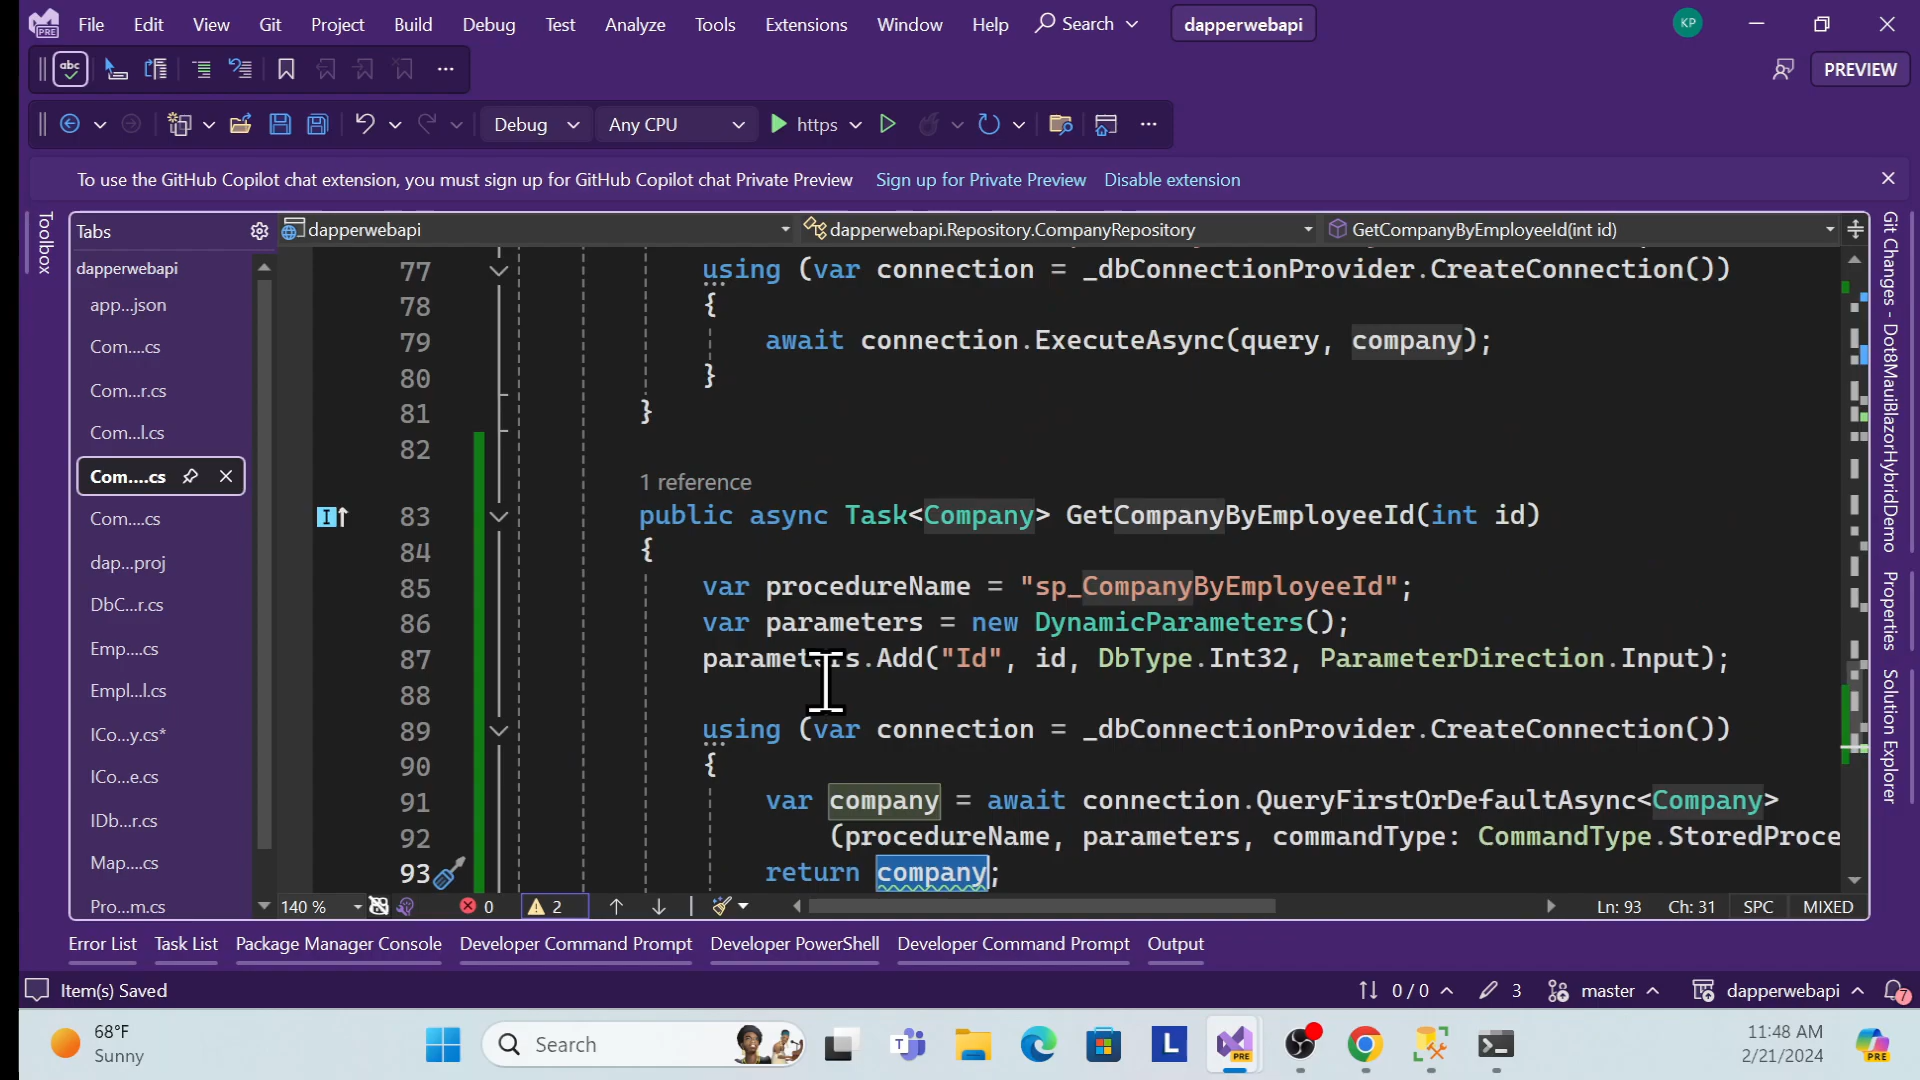 File Edit View Git Project Build Debug Test Analyze Tools Extensions Window Help Search dapperwebapi KP
PRE
abc
PREVIEW
Debug Any CPU https
To use the GitHub Copilot chat extension, you must sign up for GitHub Copilot chat Private Preview Sign up for Private Preview Disable extension
Toolbox
Tabs
dapperwebapi
app...json
Com....cs
Com...r.cs
Com...l.cs
Com....cs
Com....cs
dap...proj
DbC...r.cs
Emp...cs
Empl...l.cs
ICo...y.cs*
ICo...e.cs
IDb...r.cs
Map....cs
Pro...m.cs
dapperwebapi dapperwebapi.Repository.CompanyRepository GetCompanyByEmployeeId(int id)
77 using (var connection = _dbConnectionProvider.CreateConnection())
78 {
79 await connection.ExecuteAsync(query, company);
80 }
81 }
82
1 reference
83 public async Task<Company> GetCompanyByEmployeeId(int id)
84 {
85 var procedureName = "sp_CompanyByEmployeeId";
86 var parameters = new DynamicParameters();
87 parameters.Add("Id", id, DbType.Int32, ParameterDirection.Input);
88
89 using (var connection = _dbConnectionProvider.CreateConnection())
90 {
91 var company = await connection.QueryFirstOrDefaultAsync<Company>
92 (procedureName, parameters, commandType: CommandType.StoredProce
93 return company;
140 % 0 2 Ln: 93 Ch: 31 SPC MIXED
Git Changes - Dot8MauiBlazorHybridDemo
Properties
Solution Explorer
Error List Task List Package Manager Console Developer Command Prompt Developer PowerShell Developer Command Prompt Output
Item(s) Saved 0 / 0 3 master dapperwebapi 7
68°F
Sunny
Search
L
PRE
11:48 AM
2/21/2024
PRE